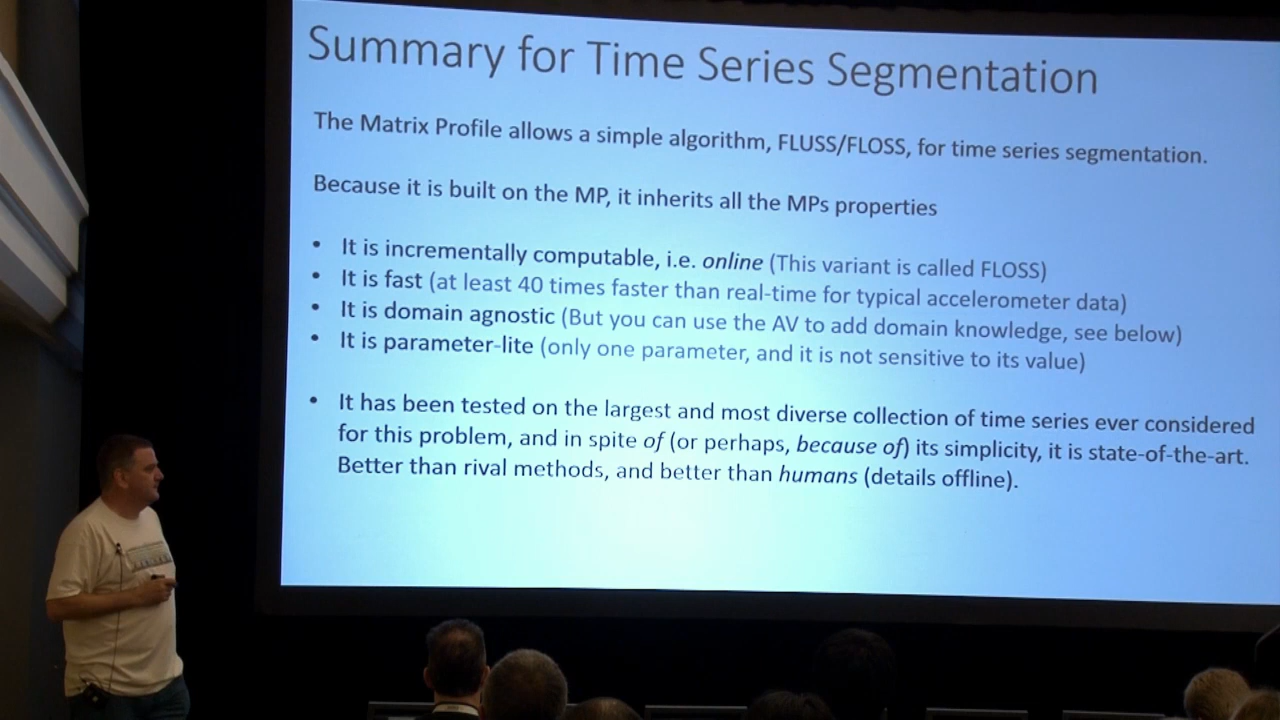 Summary for Time Series Segmentation
The Matrix Profile allows a simple algorithm, FLUSS/FLOSS, for time series segmentation.
Because it is built on the MP, it inherits all the MPs properties
• It is incrementally computable, i.e. online (This variant is called FLOSS)
• It is fast (at least 40 times faster than real-time for typical accelerometer data)
• It is domain agnostic (But you can use the AV to add domain knowledge, see below)
• It is parameter-lite (only one parameter, and it is not sensitive to its value)
• It has been tested on the largest and most diverse collection of time series ever considered
for this problem, and in spite of (or perhaps, because of) its simplicity, it is state-of-the-art.
Better than rival methods, and better than humans (details offline).